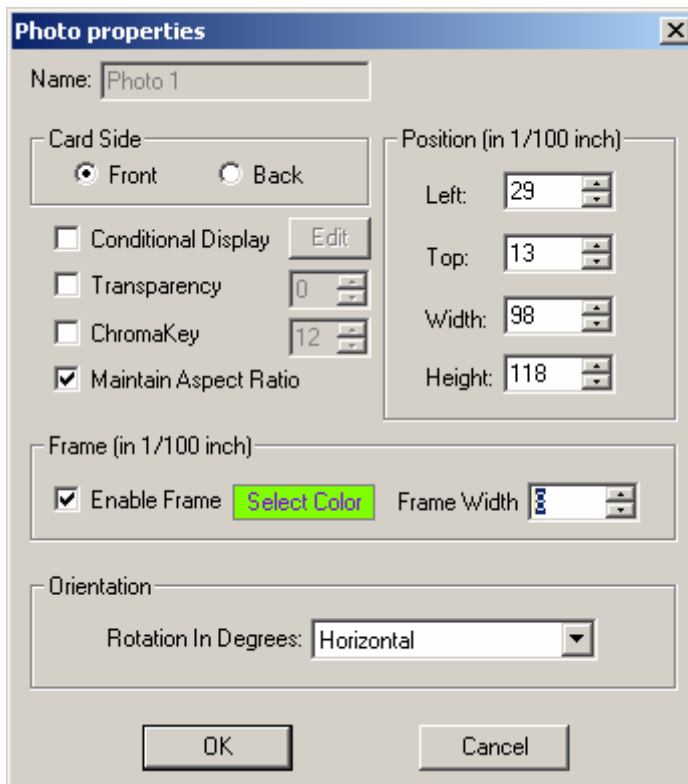 Photo properties
Name: Photo 1
Card Side
Front Back
Conditional Display Edit
Transparency 0
ChromaKey 12
Maintain Aspect Ratio
Position (in 1/100 inch)
Left: 29
Top: 13
Width: 98
Height: 118
Frame (in 1/100 inch)
Enable Frame Select Color Frame Width
Orientation
Rotation In Degrees: Horizontal
OK Cancel